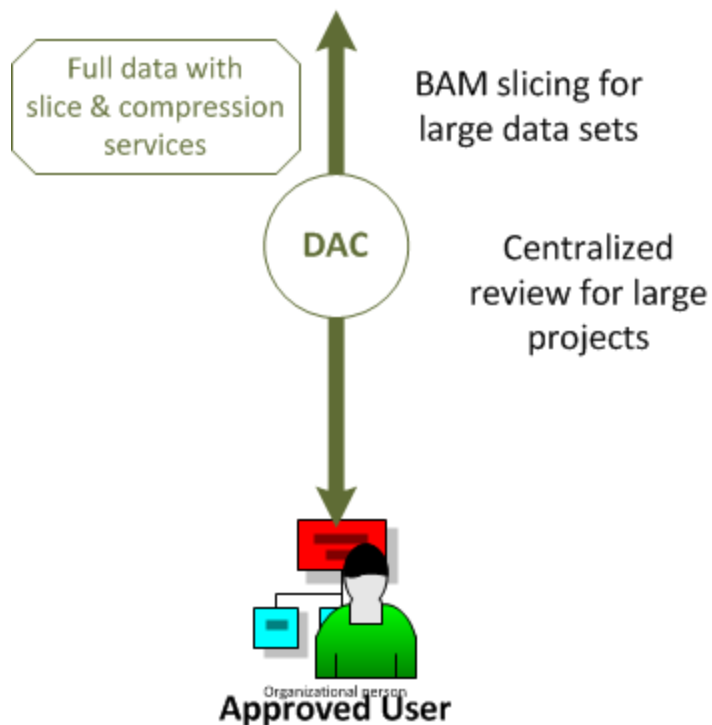 Full data with
slice & compression
services
BAM slicing for
large data sets
DAC
Centralized
review for large
projects
Organizational person
Approved User